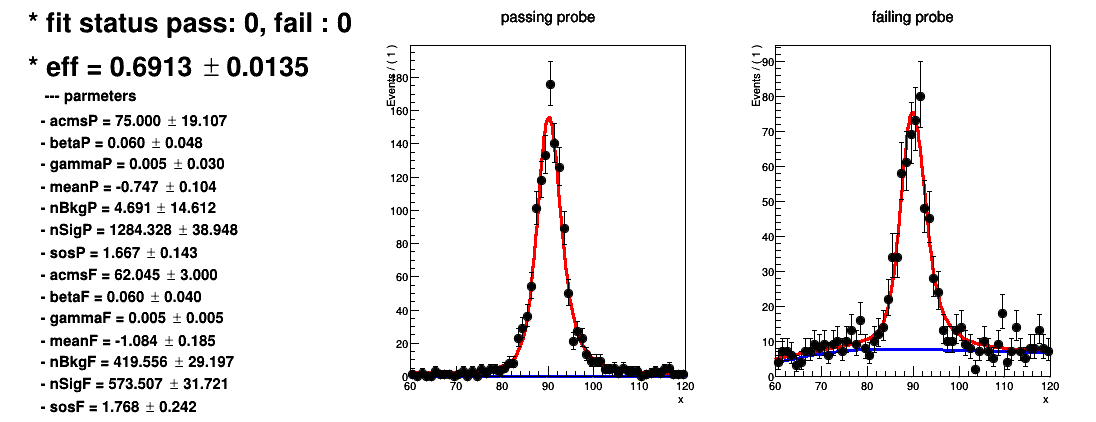 * fit status pass: 0, fail : 0
* eff = 0.6913 ± 0.0135
--- parmeters
- acmsP = 75.000 ± 19.107
- betaP = 0.060 ± 0.048
- gammaP = 0.005 ± 0.030
- meanP = -0.747 ± 0.104
- nBkgP = 4.691 ± 14.612
- nSigP = 1284.328 ± 38.948
- sosP = 1.667 ± 0.143
- acmsF = 62.045 ± 3.000
- betaF = 0.060 ± 0.040
- gammaF = 0.005 ± 0.005
- meanF = -1.084 ± 0.185
- nBkgF = 419.556 ± 29.197
- nSigF = 573.507 ± 31.721
- sosF = 1.768 ± 0.242
passing probe
Events / ( 1 )
180
160
140
120
100
80
60
40
20
0
60 70 80 90 100 110 120
x
failing probe
Events / ( 1 )
90
80
70
60
50
40
30
20
10
0
60 70 80 90 100 110 120
x